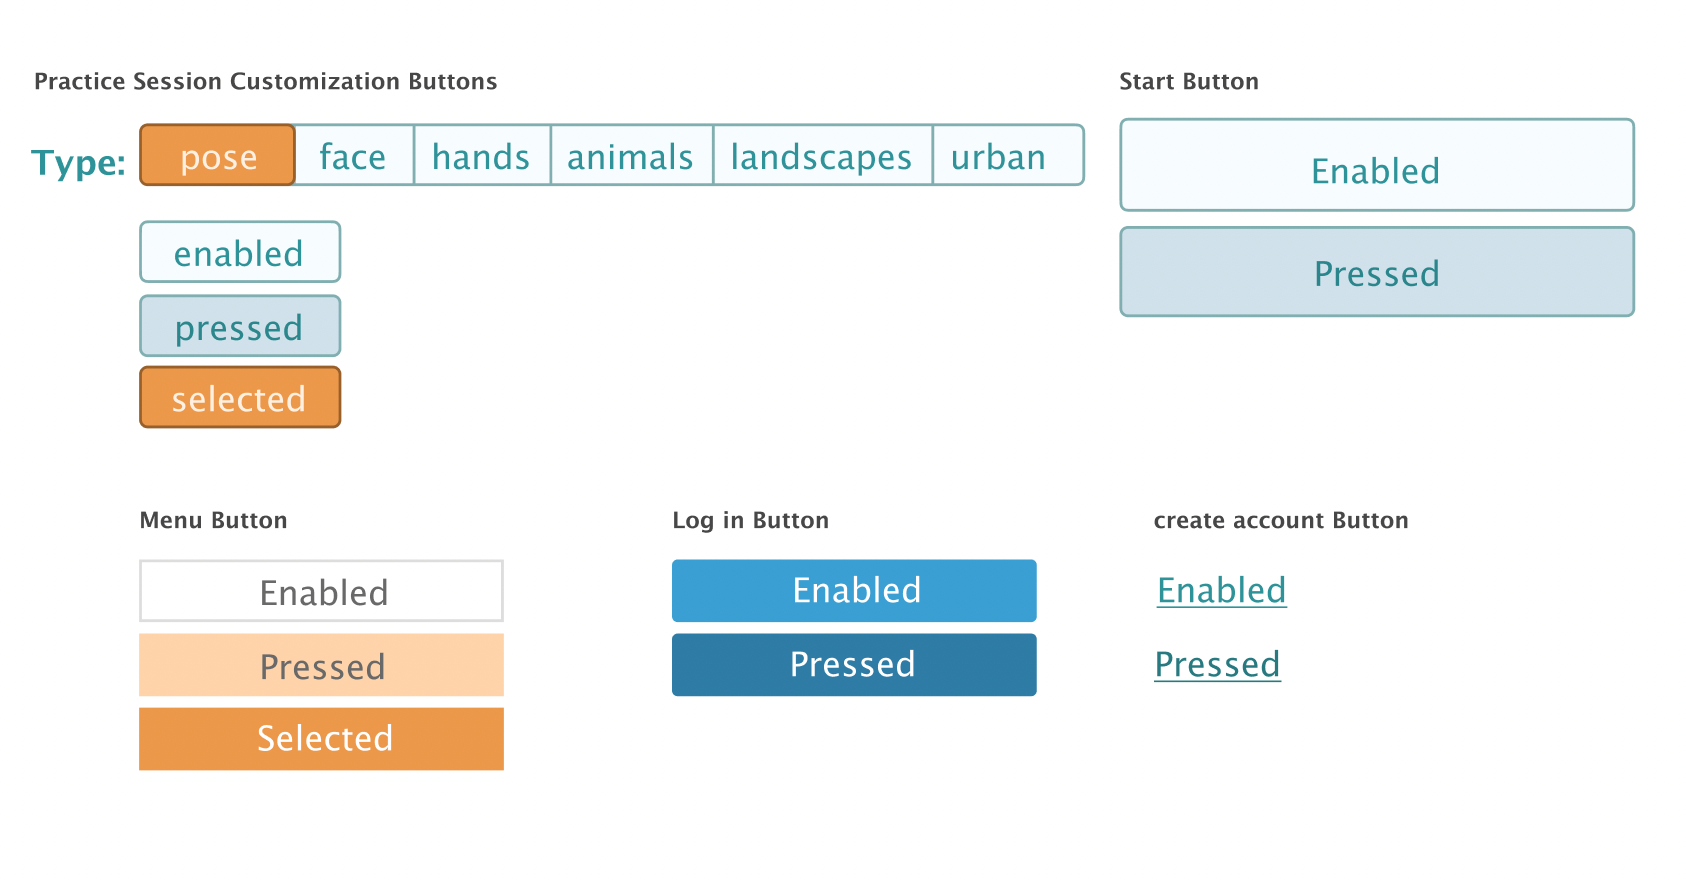 Practice Session Customization Buttons
Type: pose face hands animals landscapes urban
enabled
pressed
selected
Start Button
Enabled
Pressed
Menu Button
Enabled
Pressed
Selected
Log in Button
Enabled
Pressed
create account Button
Enabled
Pressed